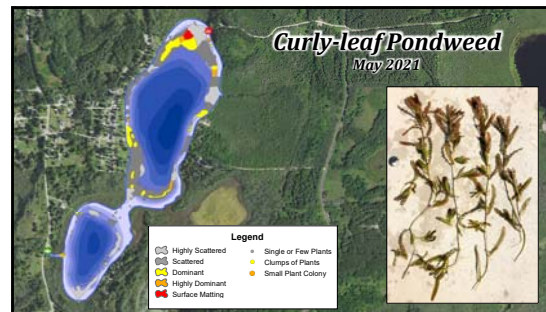 Curly-leaf Pondweed
May 2021
Legend
Highly Scattered
Scattered
Dominant
Highly Dominant
Surface Matting
Single or Few Plants
Clumps of Plants
Small Plant Colony